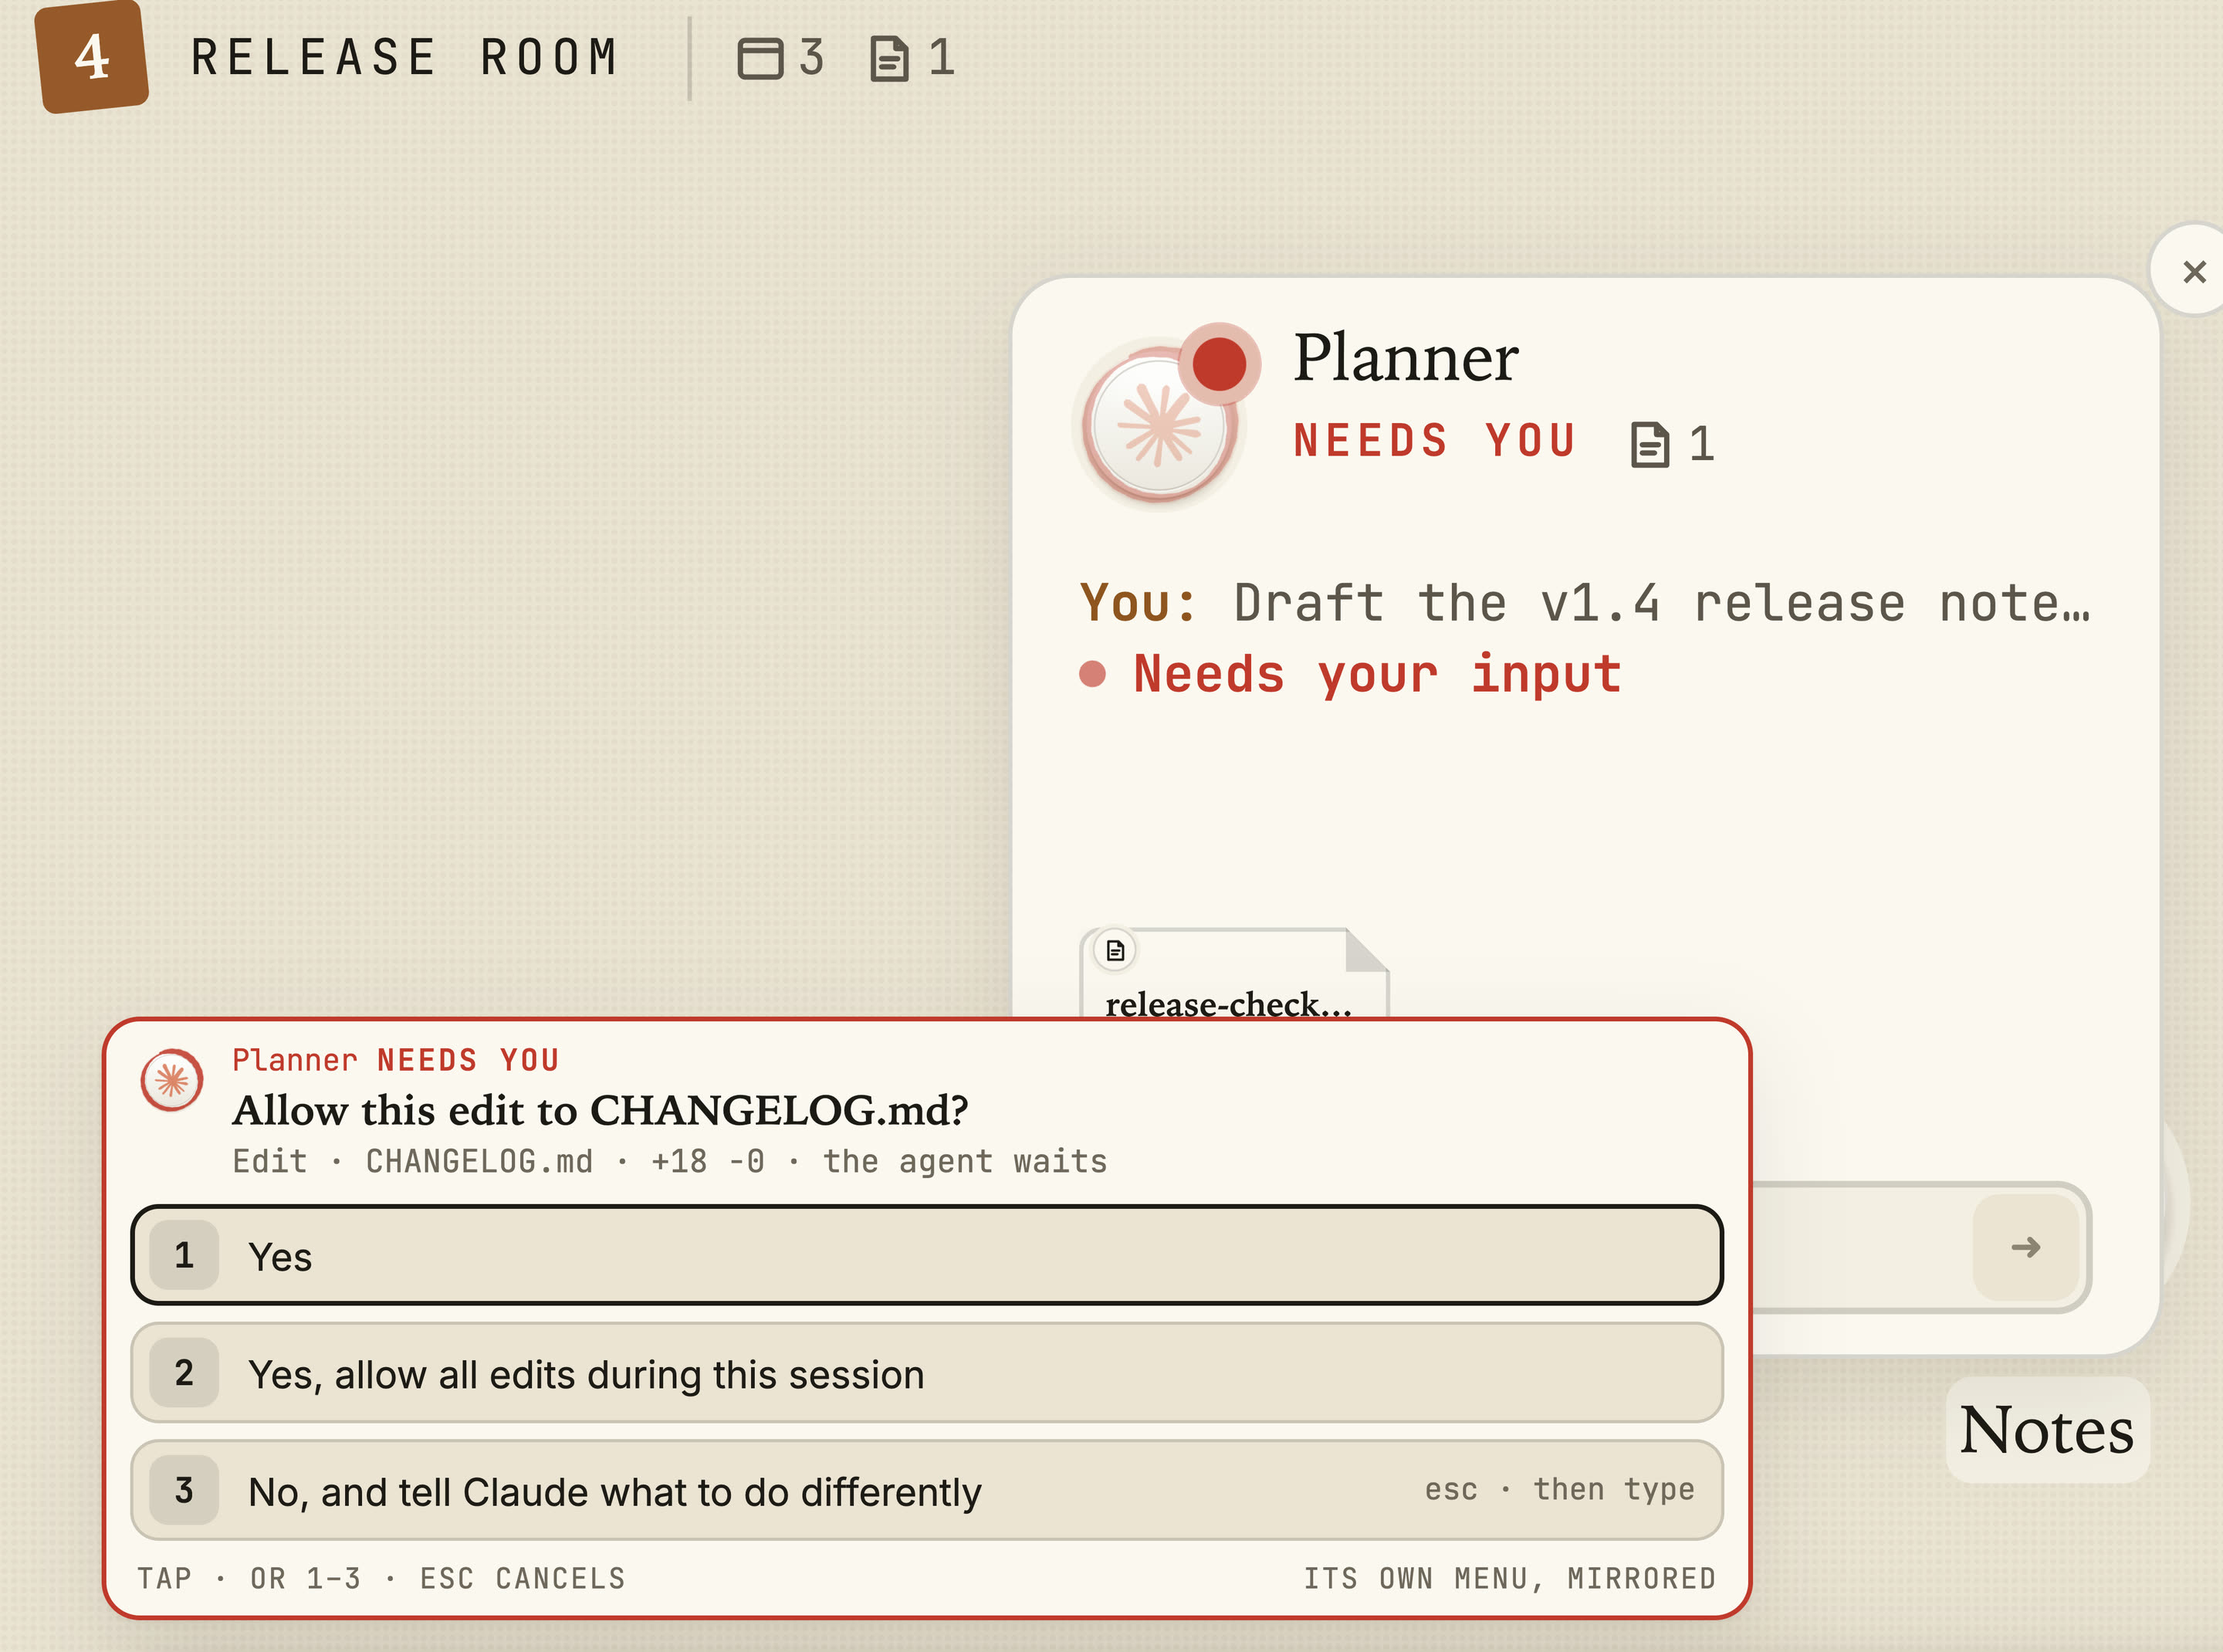 4 RELEASE ROOM 3 1
×
Planner
NEEDS YOU 1
You: Draft the v1.4 release note…
Needs your input
release-check…
Planner NEEDS YOU
Allow this edit to CHANGELOG.md?
Edit · CHANGELOG.md · +18 -0 · the agent waits
1 Yes
2 Yes, allow all edits during this session
3 No, and tell Claude what to do differently esc · then type
TAP · OR 1–3 · ESC CANCELS ITS OWN MENU, MIRRORED
Notes